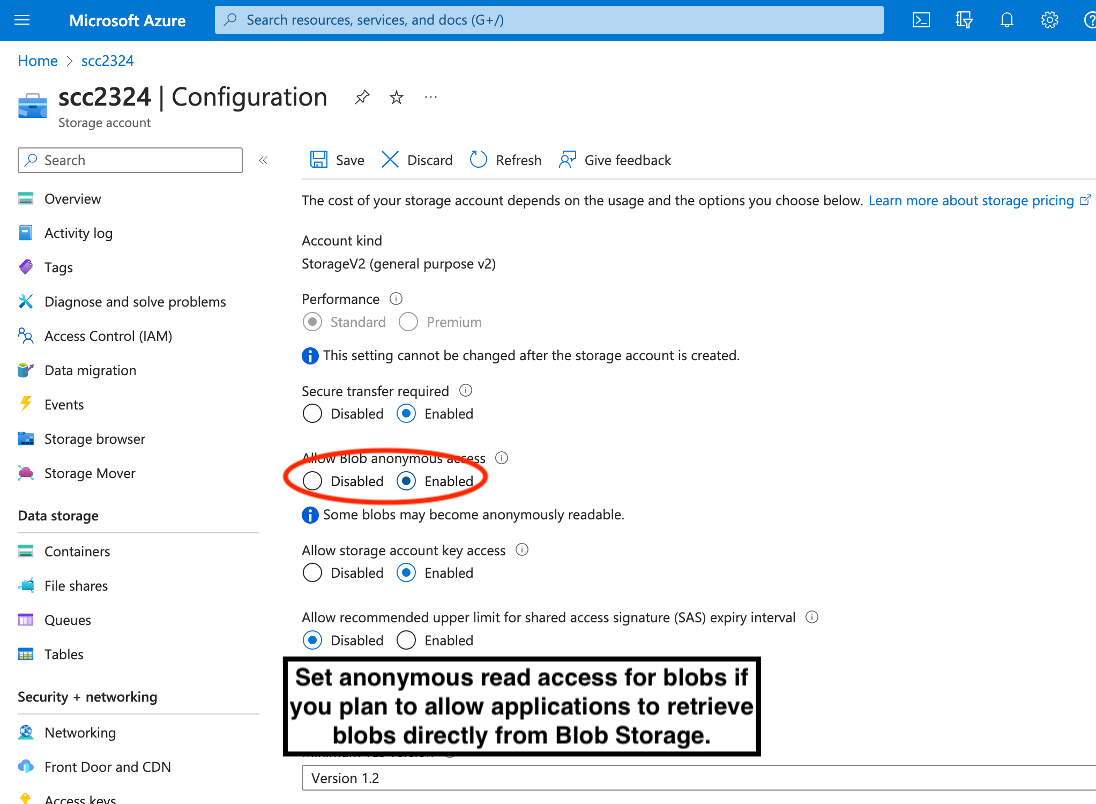 Microsoft Azure
Search resources, services, and docs (G+/)
Home > scc2324
scc2324 | Configuration
Storage account
Search
Overview
Activity log
Tags
Diagnose and solve problems
Access Control (IAM)
Data migration
Events
Storage browser
Storage Mover
Data storage
Containers
File shares
Queues
Tables
Security + networking
Networking
Front Door and CDN
Access keys
Save Discard Refresh Give feedback
The cost of your storage account depends on the usage and the options you choose below. Learn more about storage pricing
Account kind
StorageV2 (general purpose v2)
Performance
Standard Premium
This setting cannot be changed after the storage account is created.
Secure transfer required
Disabled Enabled
Allow Blob anonymous access
Disabled Enabled
Some blobs may become anonymously readable.
Allow storage account key access
Disabled Enabled
Allow recommended upper limit for shared access signature (SAS) expiry interval
Disabled Enabled
Set anonymous read access for blobs if
you plan to allow applications to retrieve
blobs directly from Blob Storage.
Version 1.2